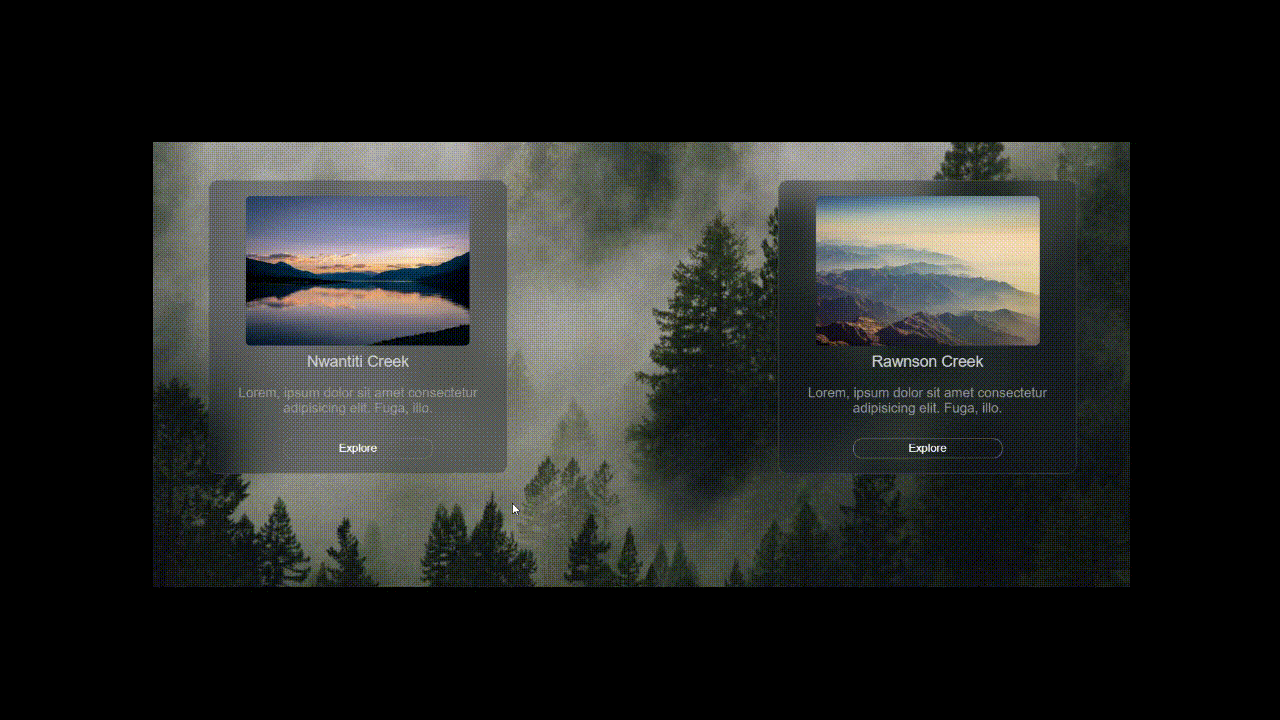 Nwantiti Creek
Lorem, ipsum dolor sit amet consectetur
adipisicing elit. Fuga, illo.
Explore
Rawnson Creek
Lorem, ipsum dolor sit amet consectetur
adipisicing elit. Fuga, illo.
Explore